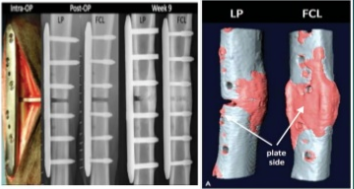 Intra-OP Post-OP Week 9
LP FCL LP FCL
LP FCL
plate
side
A